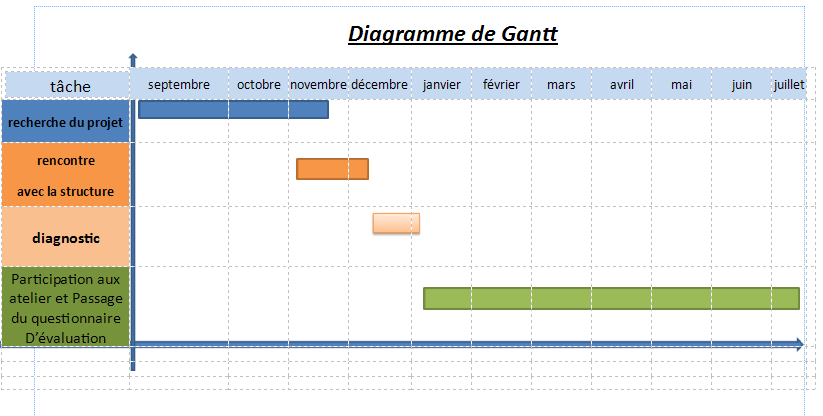 Diagramme de Gantt
tâche septembre octobre novembre décembre janvier février mars avril mai juin juillet
recherche du projet
rencontre
avec la structure
diagnostic
Participation aux
atelier et Passage
du questionnaire
D'évaluation